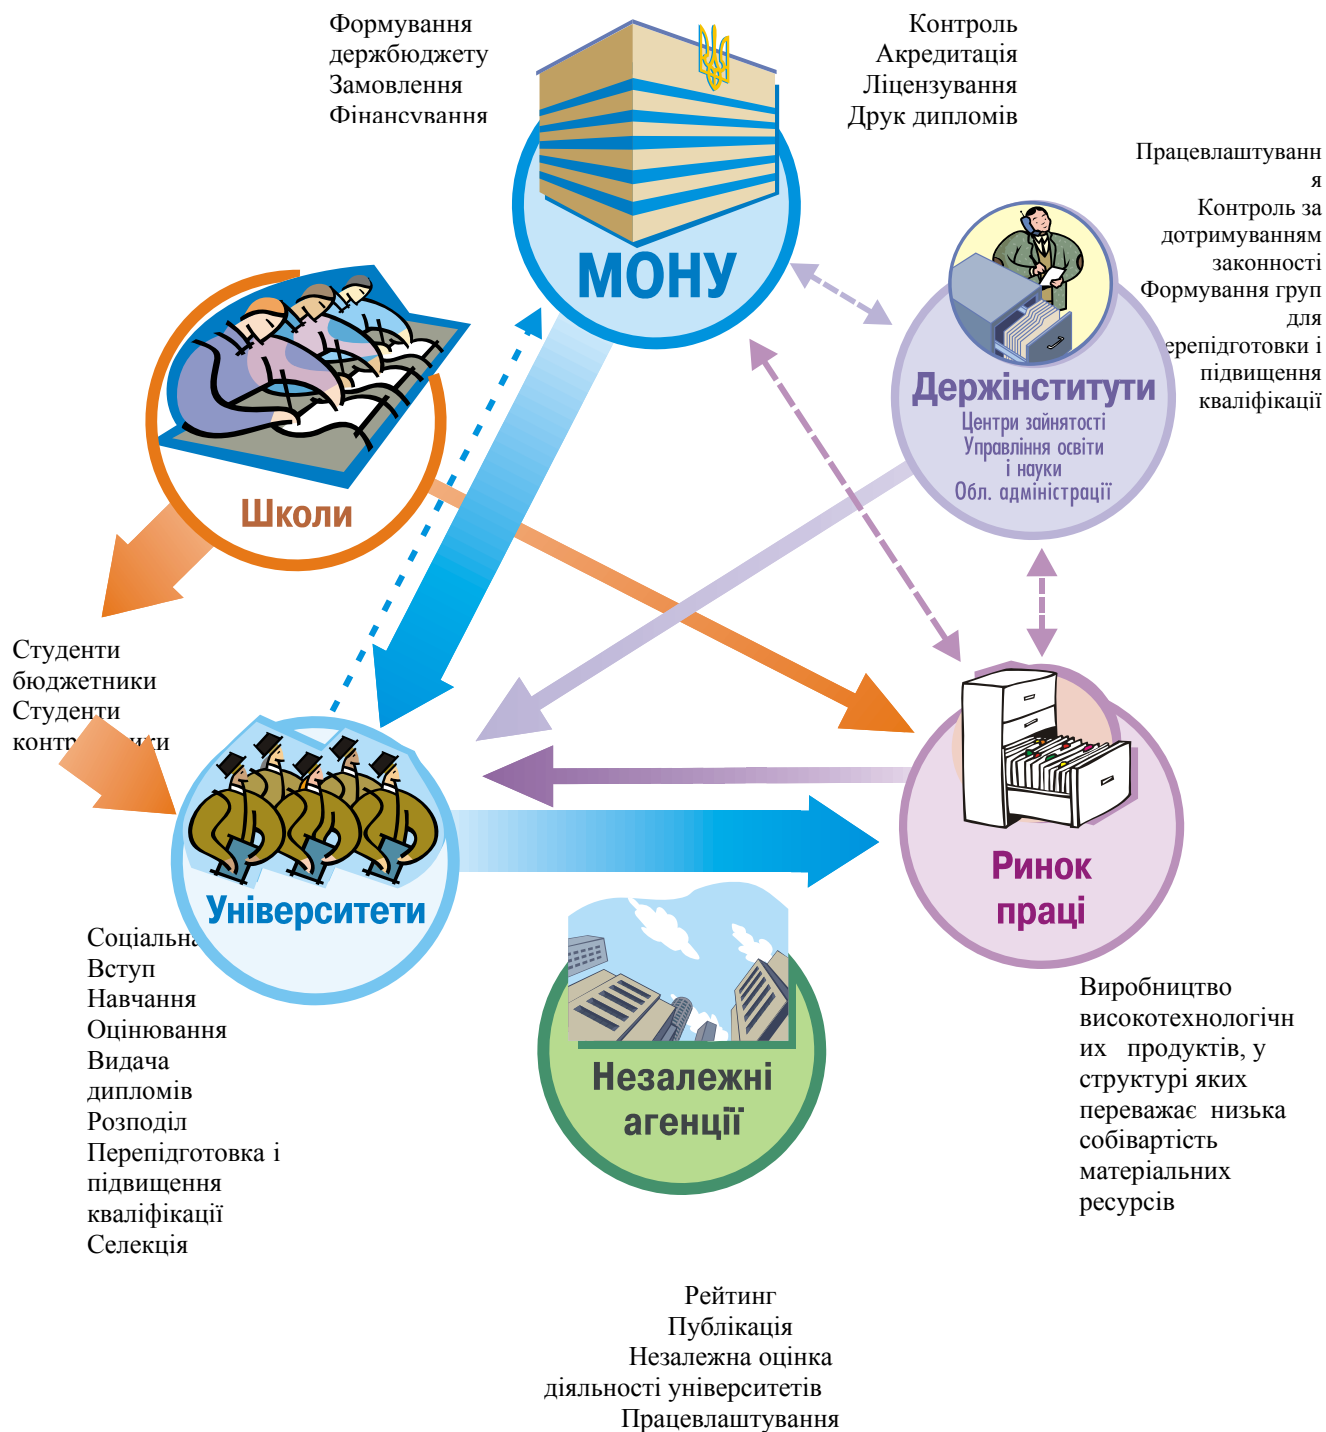 Формування
держбюджету
Замовлення
Фінансування
Контроль
Акредитація
Ліцензування
Друк дипломів
МОНУ
Працевлаштуванн
я
Контроль за
дотримуванням
законності
Формування груп
для
ерепідготовки і
підвищення
кваліфікації
Держінститути
Центри зайнятості
Управління освіти
і науки
Обл. адміністрації
Школи
Студенти
бюджетники
Студенти
Університети
Соціальна
Вступ
Навчання
Оцінювання
Видача
дипломів
Розподіл
Перепідготовка і
підвищення
кваліфікації
Селекція
Ринок
праці
Виробництво
високотехнологічн
их продуктів, у
структурі яких
переважає низька
собівартість
матеріальних
ресурсів
Незалежні
агенції
Рейтинг
Публікація
Незалежна оцінка
діяльності університетів
Працевлаштування